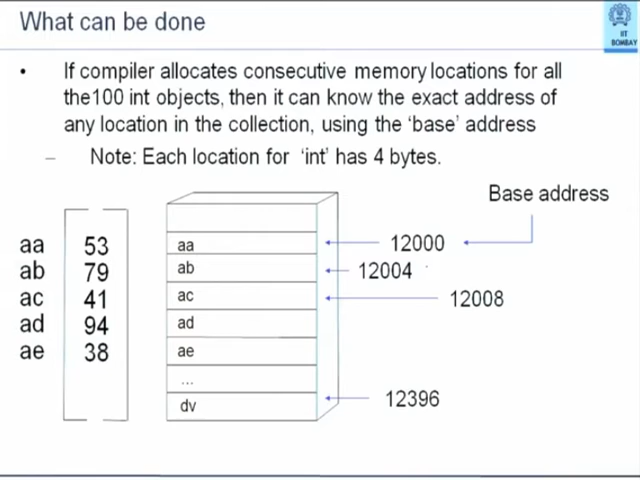 What can be done
IIT
BOMBAY
• If compiler allocates consecutive memory locations for all
the100 int objects, then it can know the exact address of
any location in the collection, using the 'base' address
– Note: Each location for 'int' has 4 bytes.
Base address
aa 53 aa 12000
ab 79 ab 12004
ac 41 ac 12008
ad 94 ad
ae 38 ae
...
dv 12396